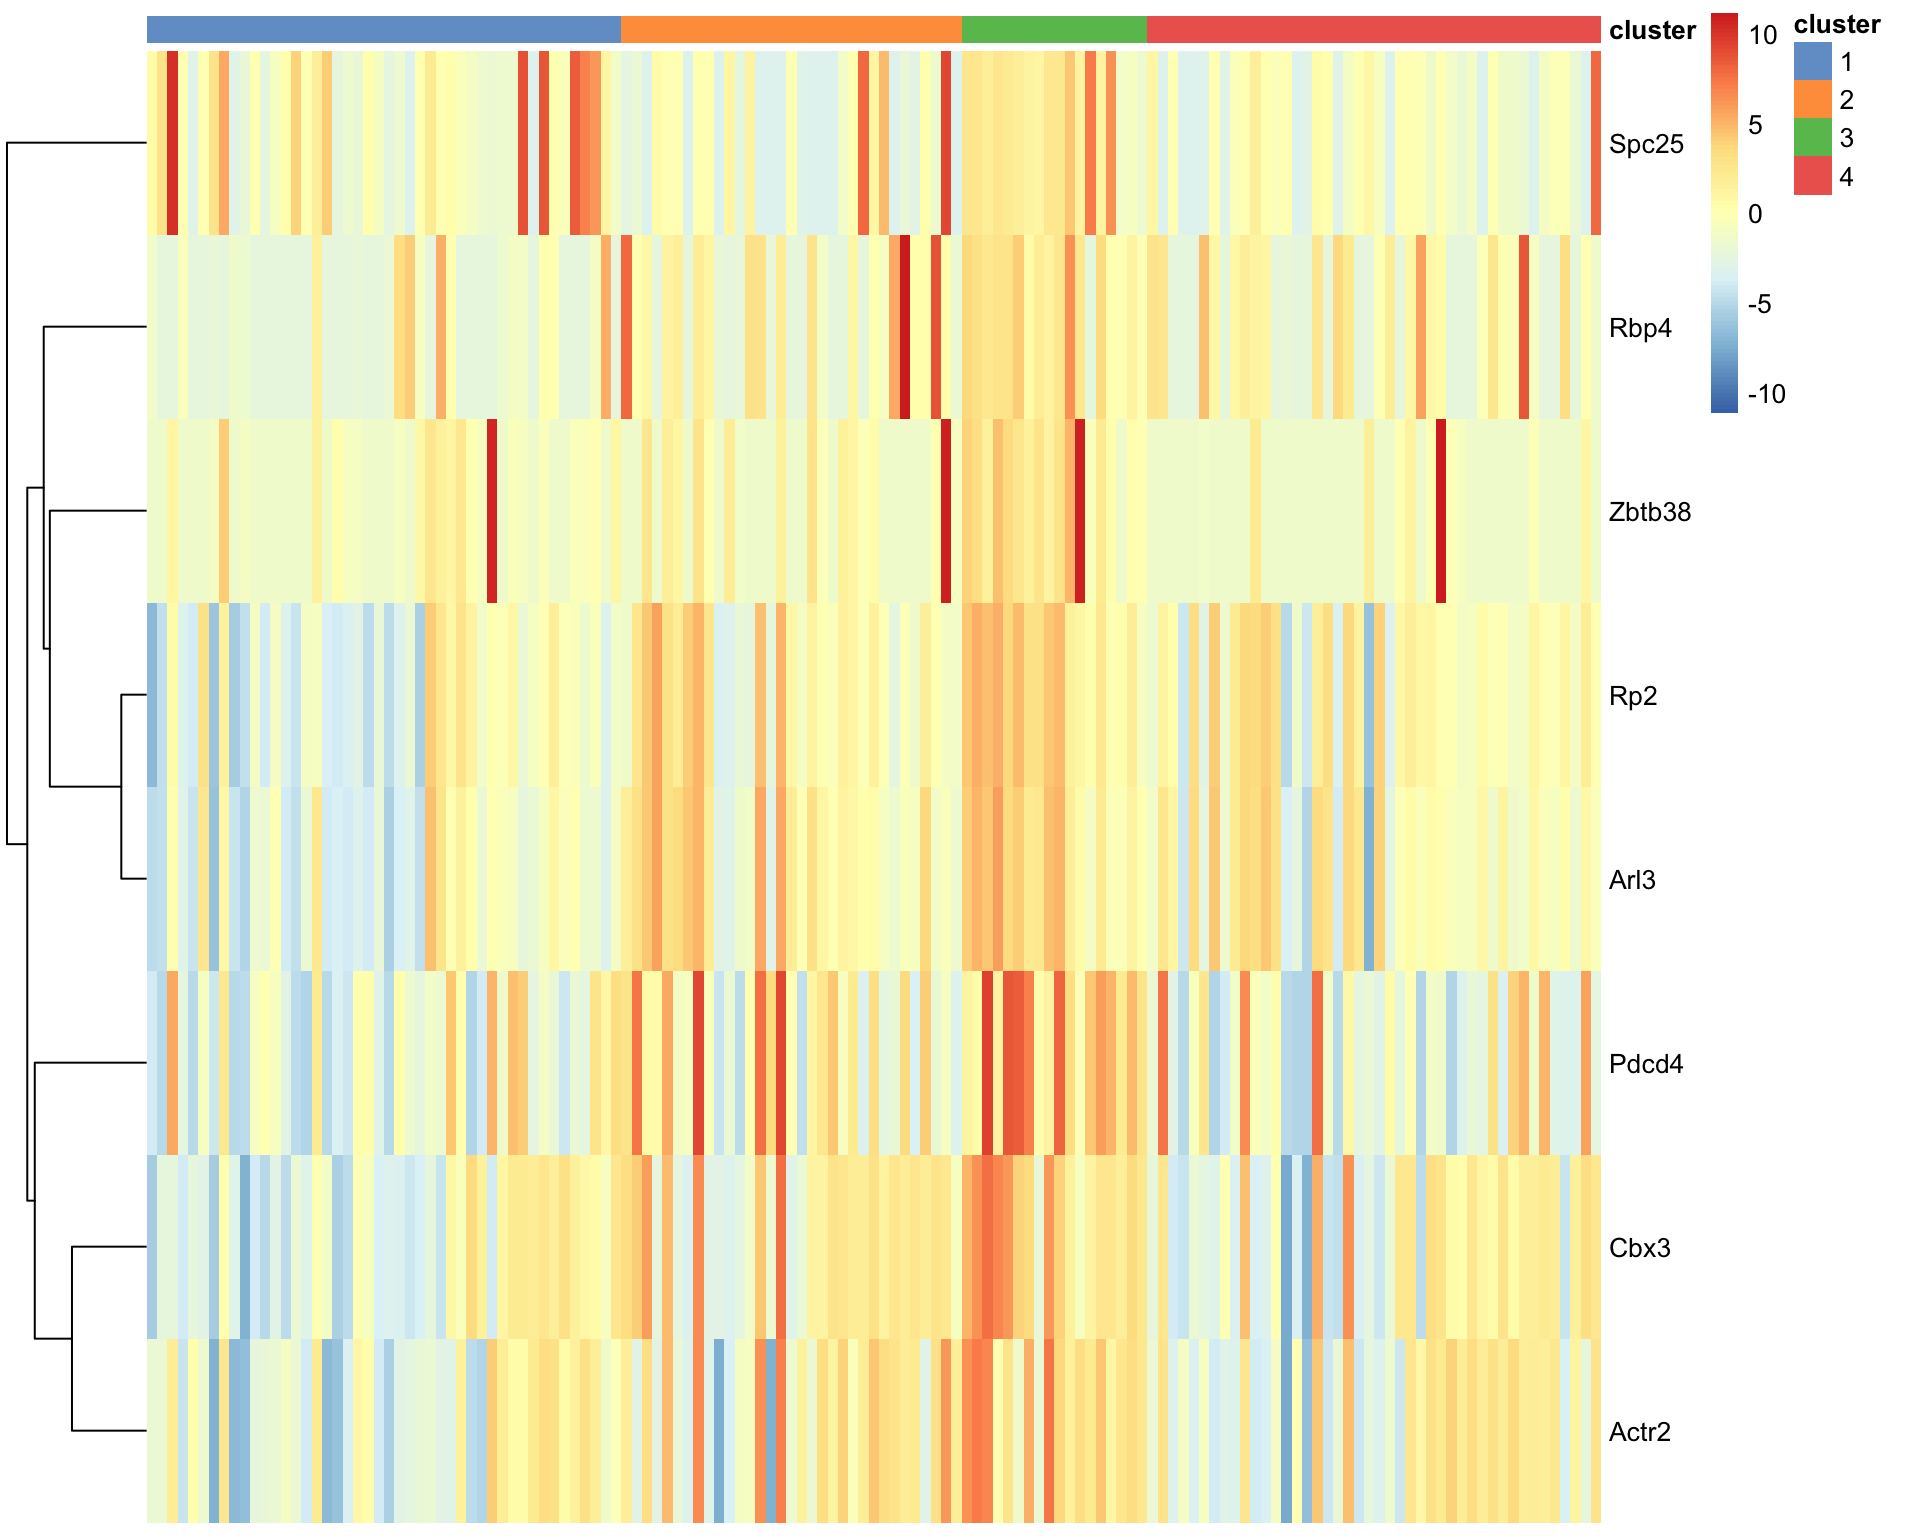 cluster
10
5
0
-5
-10
cluster
1
2
3
4
Spc25
Rbp4
Zbtb38
Rp2
Arl3
Pdcd4
Cbx3
Actr2